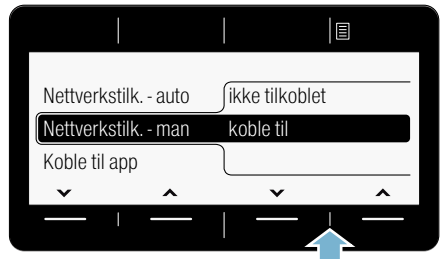 Nettverkstilk. - auto ikke tilkoblet
Nettverkstilk. - man koble til
Koble til app